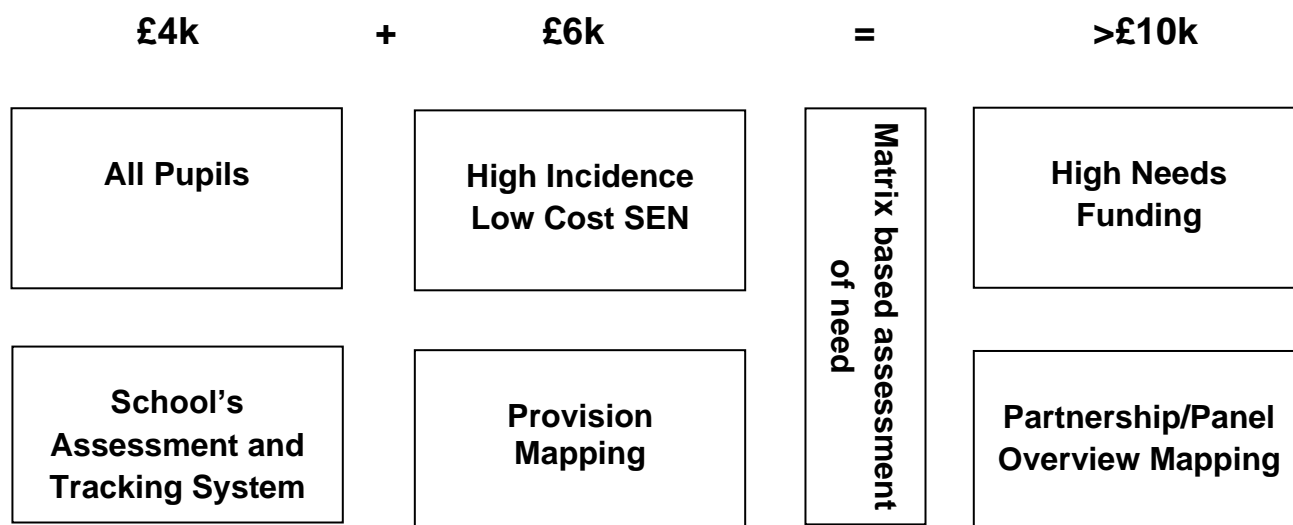 £4k + £6k = >£10k
All Pupils
High Incidence
Low Cost SEN
Matrix based assessment
of need
High Needs
Funding
School’s
Assessment and
Tracking System
Provision
Mapping
Partnership/Panel
Overview Mapping